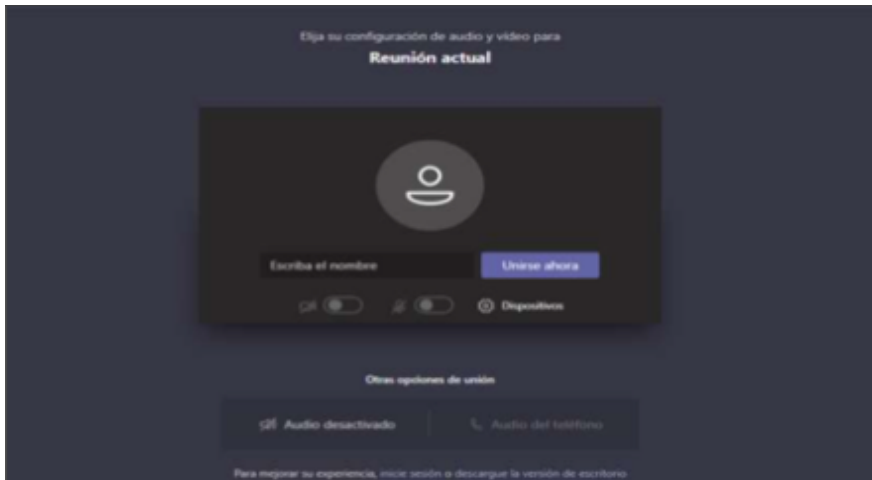 Elija su configuración de audio y vídeo para
Reunión actual
Escriba el nombre
Unirse ahora
Dispositivos
Otras opciones de unión
Audio desactivado
Audio del teléfono
Para mejorar su experiencia, inicie sesión o descargue la versión de escritorio